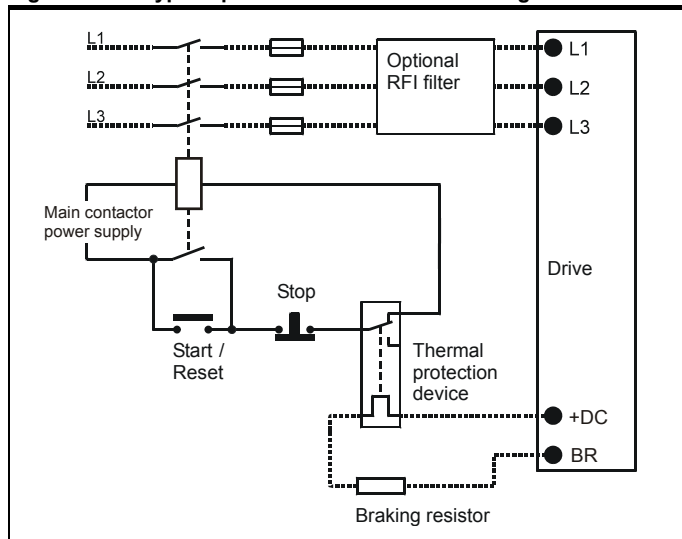 L1
L2
L3
Optional
RFI filter
L1
L2
L3
Main contactor
power supply
Drive
Stop
Start /
Reset
Thermal
protection
device
+DC
BR
Braking resistor